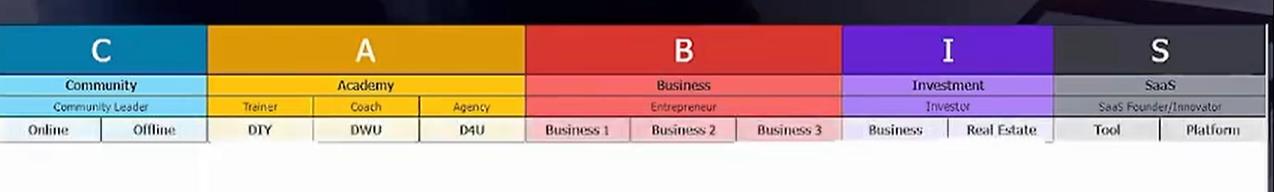 C A B I S
Community Academy Business Investment SaaS
Community Leader Trainer Coach Agency Entrepreneur Investor SaaS Founder/Innovator
Online Offline DIY DWU D4U Business 1 Business 2 Business 3 Business Real Estate Tool Platform